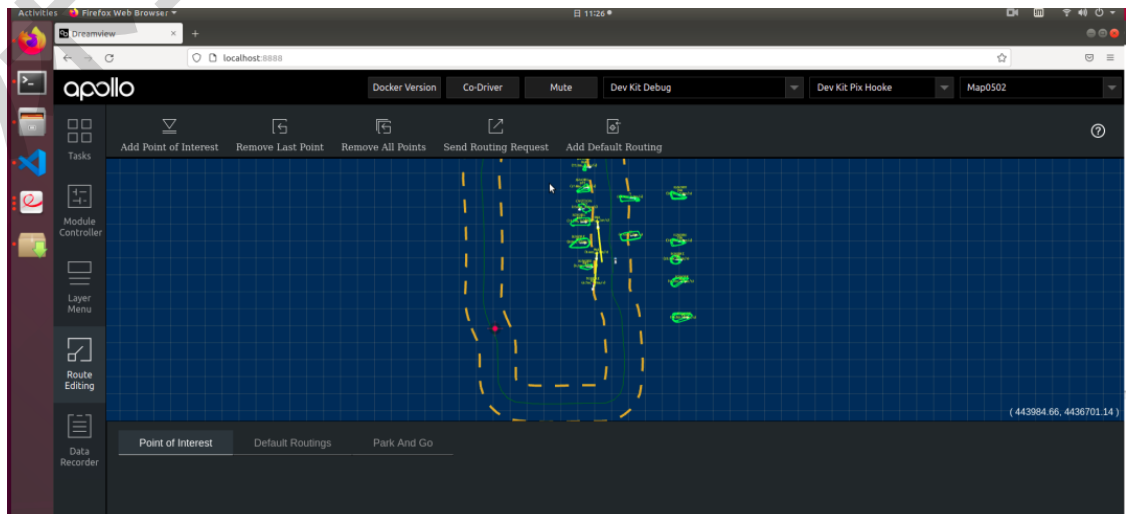 Activities Firefox Web Browser 日 11:26
Dreamview
localhost:8888
apollo Docker Version Co-Driver Mute Dev Kit Debug Dev Kit Pix Hooke Map0502
Tasks Add Point of Interest Remove Last Point Remove All Points Send Routing Request Add Default Routing
Module
Controller
Layer
Menu
Route
Editing
( 443984.66, 4436701.14 )
Data
Recorder
Point of Interest Default Routings Park And Go